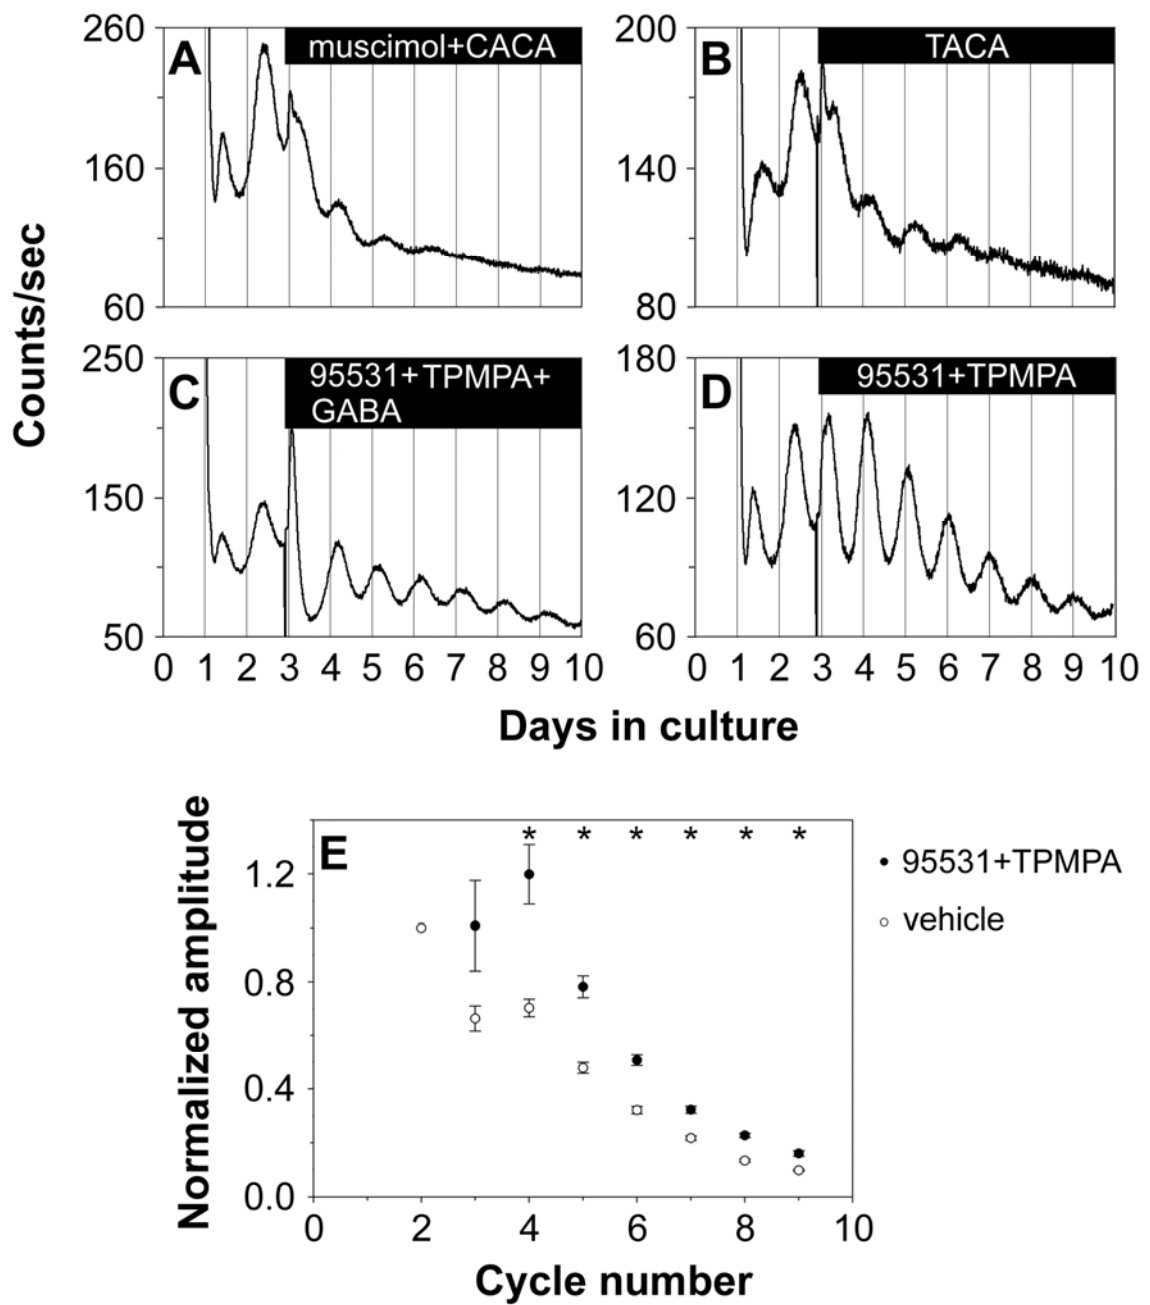 260
160
60
A
muscimol+CACA
200
140
80
B
TACA
Counts/sec
250
150
50
C
95531+TPMPA+
GABA
180
120
60
D
95531+TPMPA
0 1 2 3 4 5 6 7 8 9 10
0 1 2 3 4 5 6 7 8 9 10
Days in culture
Normalized amplitude
1.2
0.8
0.4
0.0
E
* * * * * *
95531+TPMPA
vehicle
0 2 4 6 8 10
Cycle number